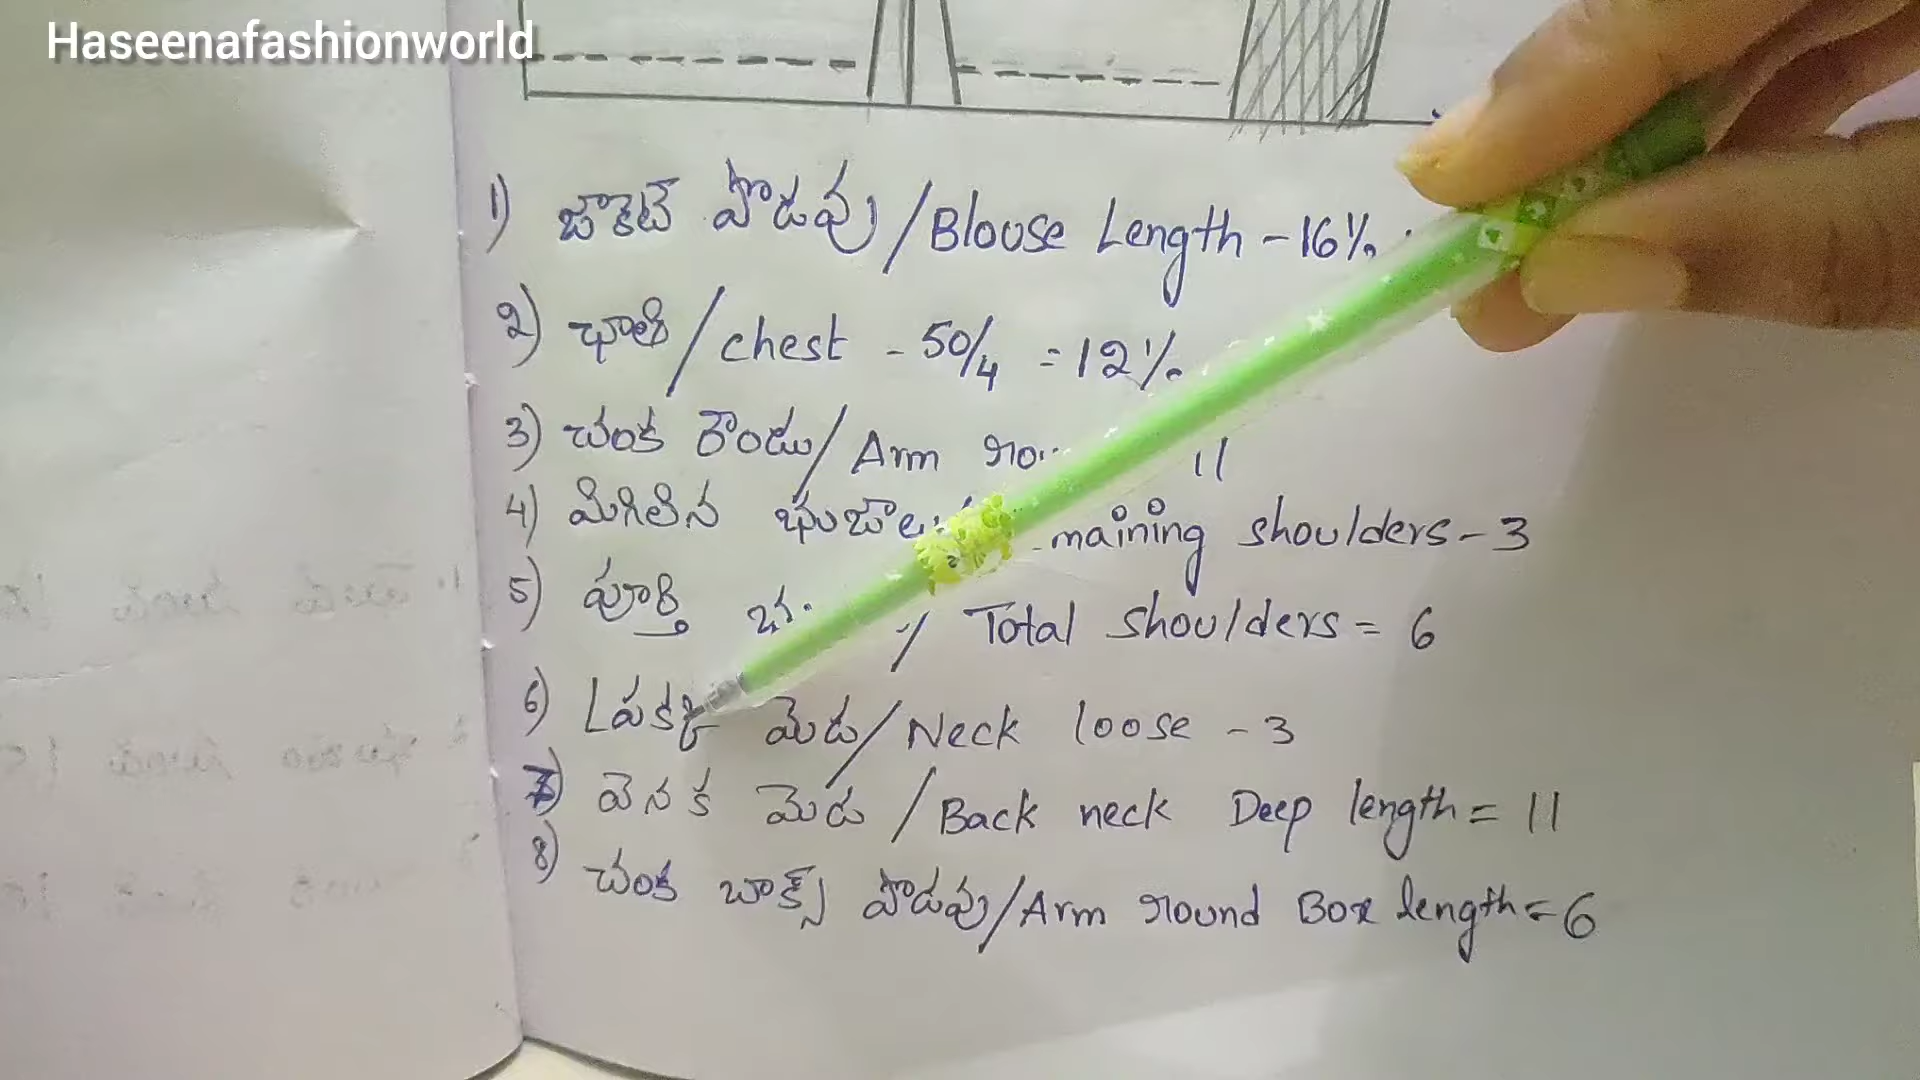 Haseenafashionworld
1) జాకెట్ పొడవు / Blouse Length - 16½
2) ఛాతి / chest - 50/4 = 12½
3) చంక రౌండు / Arm 11
4) మిగిలిన shoulders - 3
5) పూర్తి / Total shoulders = 6
6) మెడ / Neck loose - 3
7) వెనక మెడ / Back neck Deep length = 11
8) చంక బాక్స్ పొడవు / Arm round Box length = 6